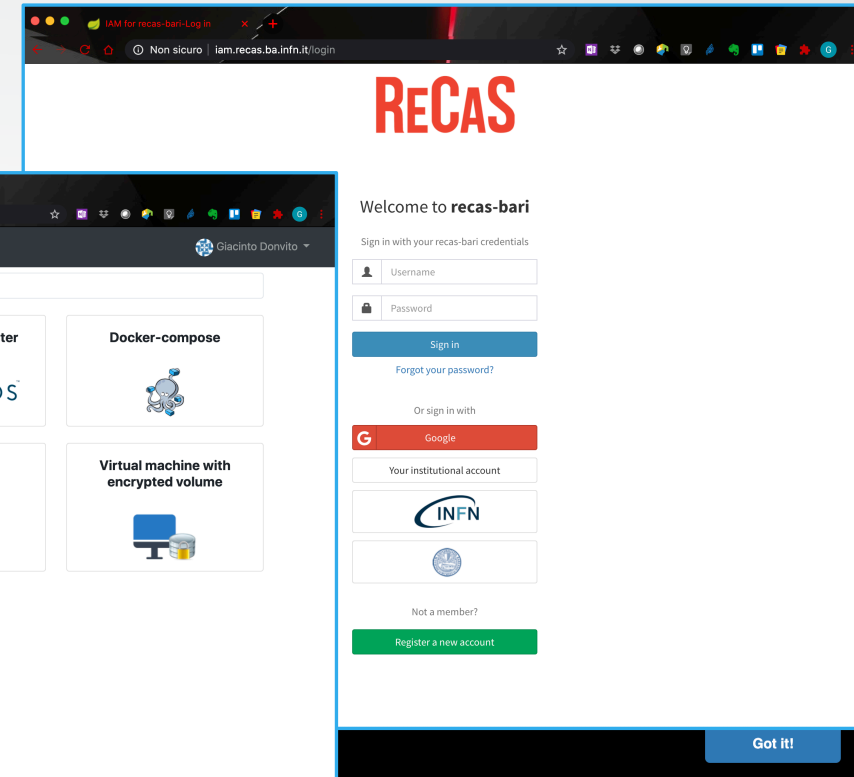 IAM for recas-bari-Log in
Non sicuro | iam.recas.ba.infn.it/login
G
ReCaS
Welcome to recas-bari
Sign in with your recas-bari credentials
Username
Password
Sign in
Forgot your password?
Or sign in with
G Google
Your institutional account
INFN
Not a member?
Register a new account
G
Giacinto Donvito
ter
Docker-compose
S
Virtual machine with
encrypted volume
Got it!